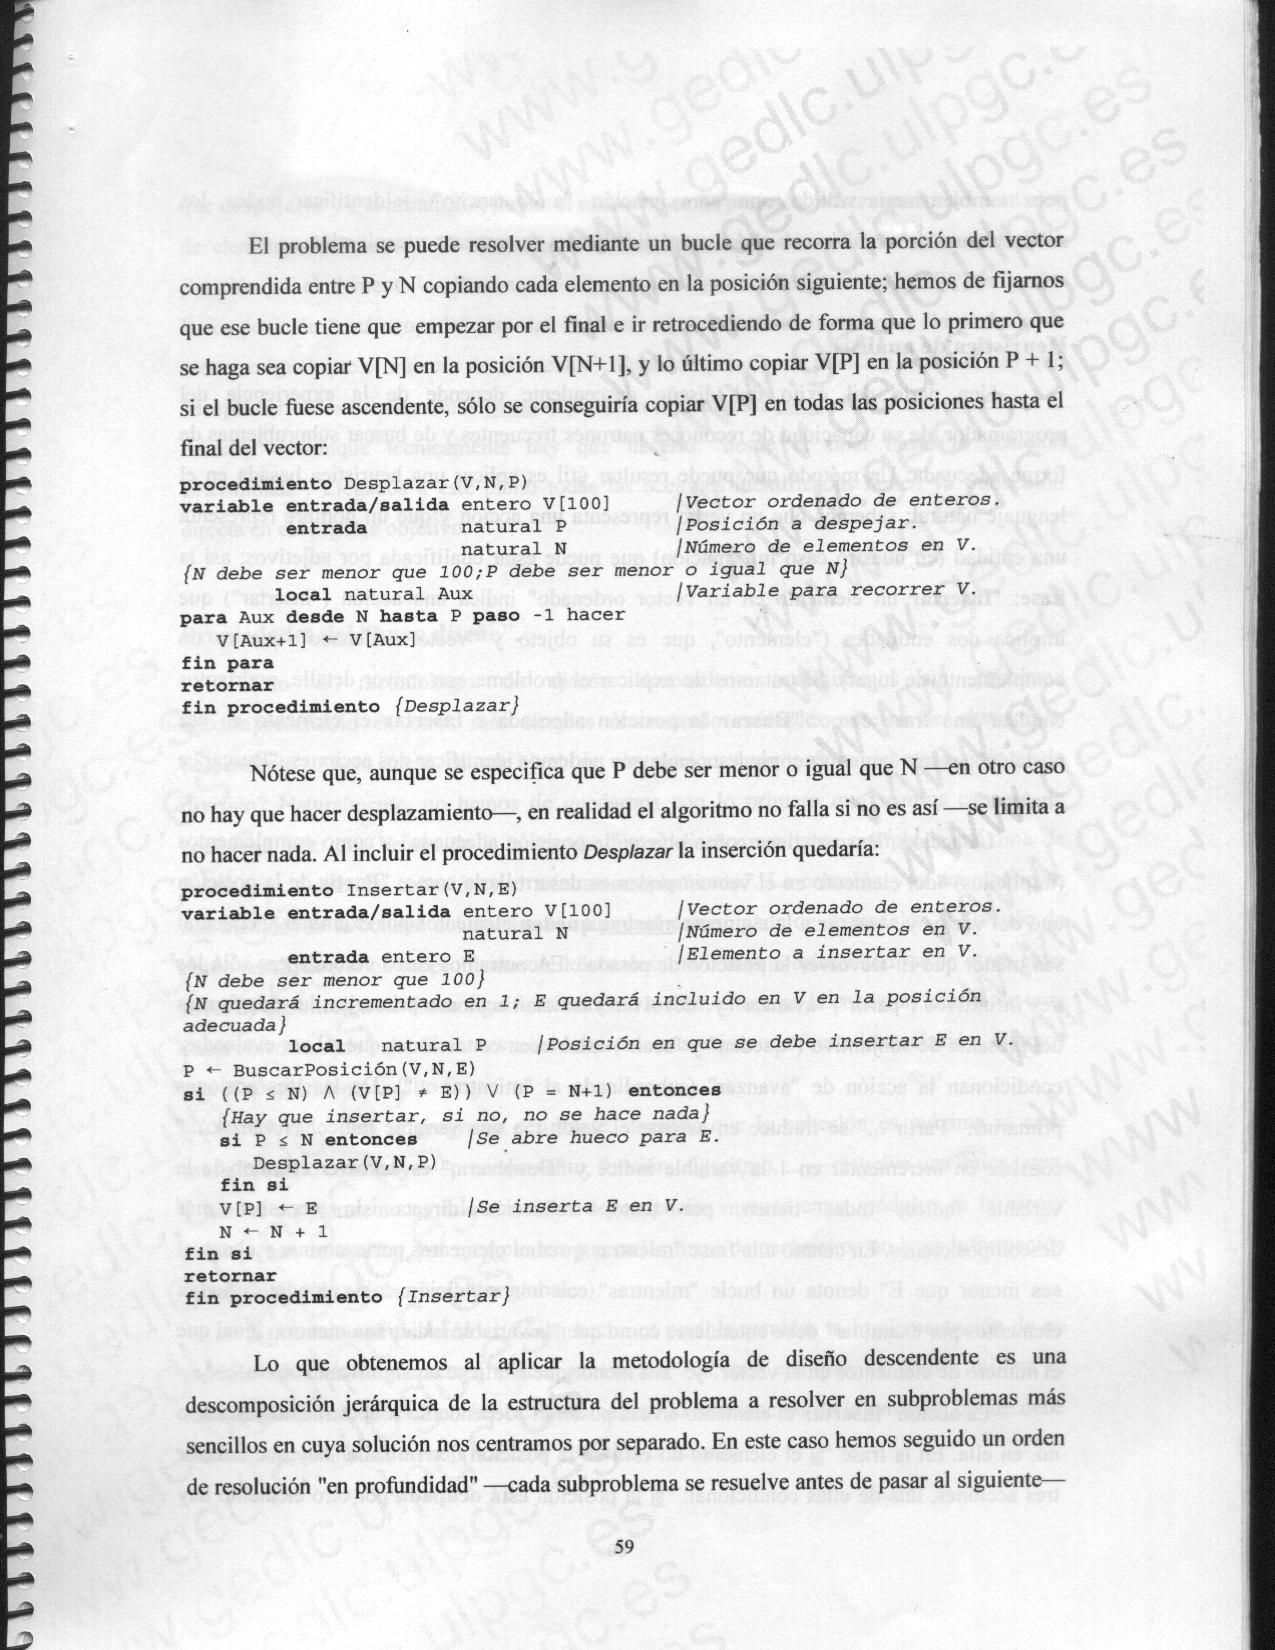 El problema se puede resolver mediante un bucle que recorra la porción del vector
comprendida entre P y N copiando cada elemento en la posición siguiente; hemos de fijarnos
que ese bucle tiene que empezar por el final e ir retrocediendo de forma que lo primero que
se haga sea copiar V[N] en la posición V[N+1], y lo último copiar V[P] en la posición P + 1;
si el bucle fuese ascendente, sólo se conseguiría copiar V[P] en todas las posiciones hasta el
final del vector:
procedimiento Desplazar(V,N,P)
variable entrada/salida entero V[100] |Vector ordenado de enteros.
entrada natural P |Posición a despejar.
natural N |Número de elementos en V.
{N debe ser menor que 100;P debe ser menor o igual que N}
local natural Aux |Variable para recorrer V.
para Aux desde N hasta P paso -1 hacer
V[Aux+1] ← V[Aux]
fin para
retornar
fin procedimiento {Desplazar}
Nótese que, aunque se especifica que P debe ser menor o igual que N —en otro caso
no hay que hacer desplazamiento—, en realidad el algoritmo no falla si no es así —se limita a
no hacer nada. Al incluir el procedimiento Desplazar la inserción quedaría:
procedimiento Insertar(V,N,E)
variable entrada/salida entero V[100] |Vector ordenado de enteros.
natural N |Número de elementos en V.
entrada entero E |Elemento a insertar en V.
{N debe ser menor que 100}
{N quedará incrementado en 1; E quedará incluido en V en la posición
adecuada}
local natural P |Posición en que se debe insertar E en V.
P ← BuscarPosición(V,N,E)
si ((P ≤ N) Λ (V[P] ≠ E)) V (P = N+1) entonces
{Hay que insertar, si no, no se hace nada}
si P ≤ N entonces |Se abre hueco para E.
Desplazar(V,N,P)
fin si
V[P] ← E |Se inserta E en V.
N ← N + 1
fin si
retornar
fin procedimiento {Insertar}
Lo que obtenemos al aplicar la metodología de diseño descendente es una
descomposición jerárquica de la estructura del problema a resolver en subproblemas más
sencillos en cuya solución nos centramos por separado. En este caso hemos seguido un orden
de resolución "en profundidad" —cada subproblema se resuelve antes de pasar al siguiente—
59
www.gedlc.ulpgc.es